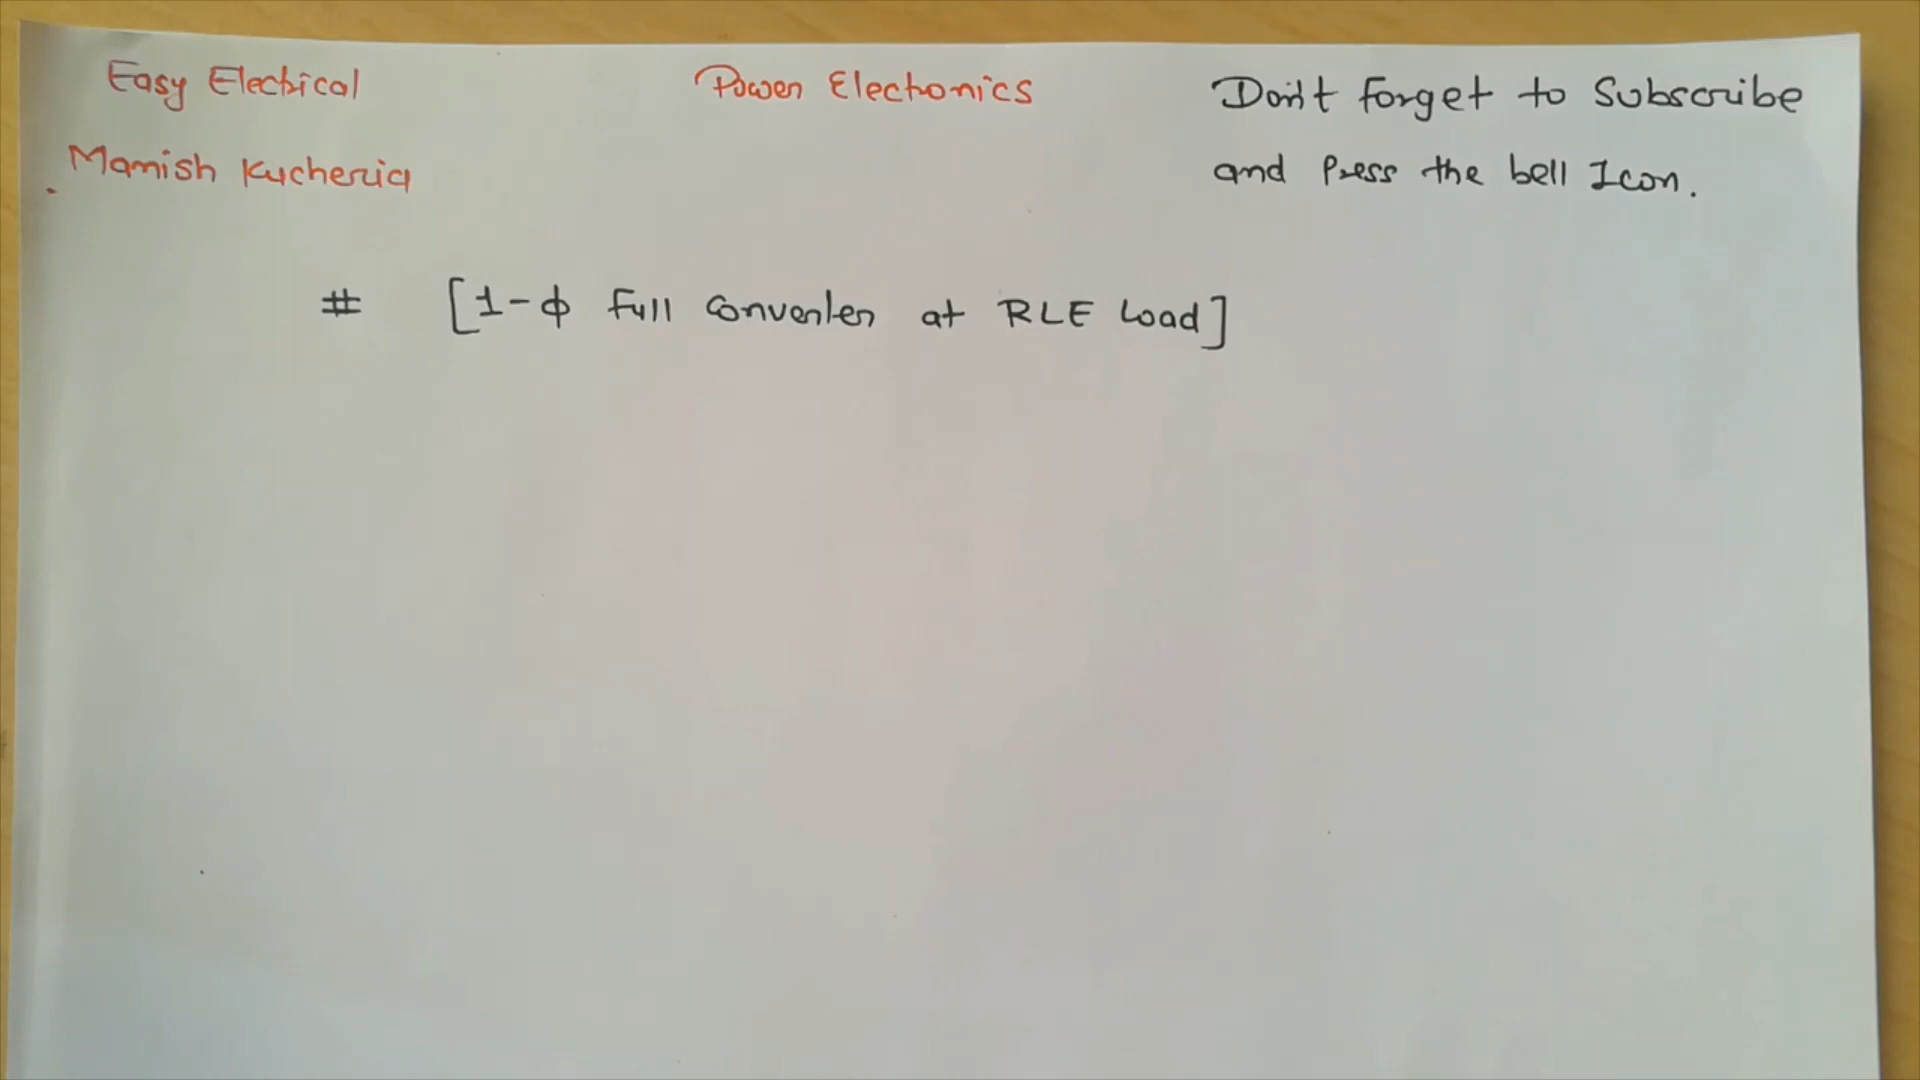 Easy Electrical
Manish Kucheria
Power Electronics
Don't forget to Subscribe
and Press the bell Icon.
# [1-ϕ Full Converter at RLE Load]